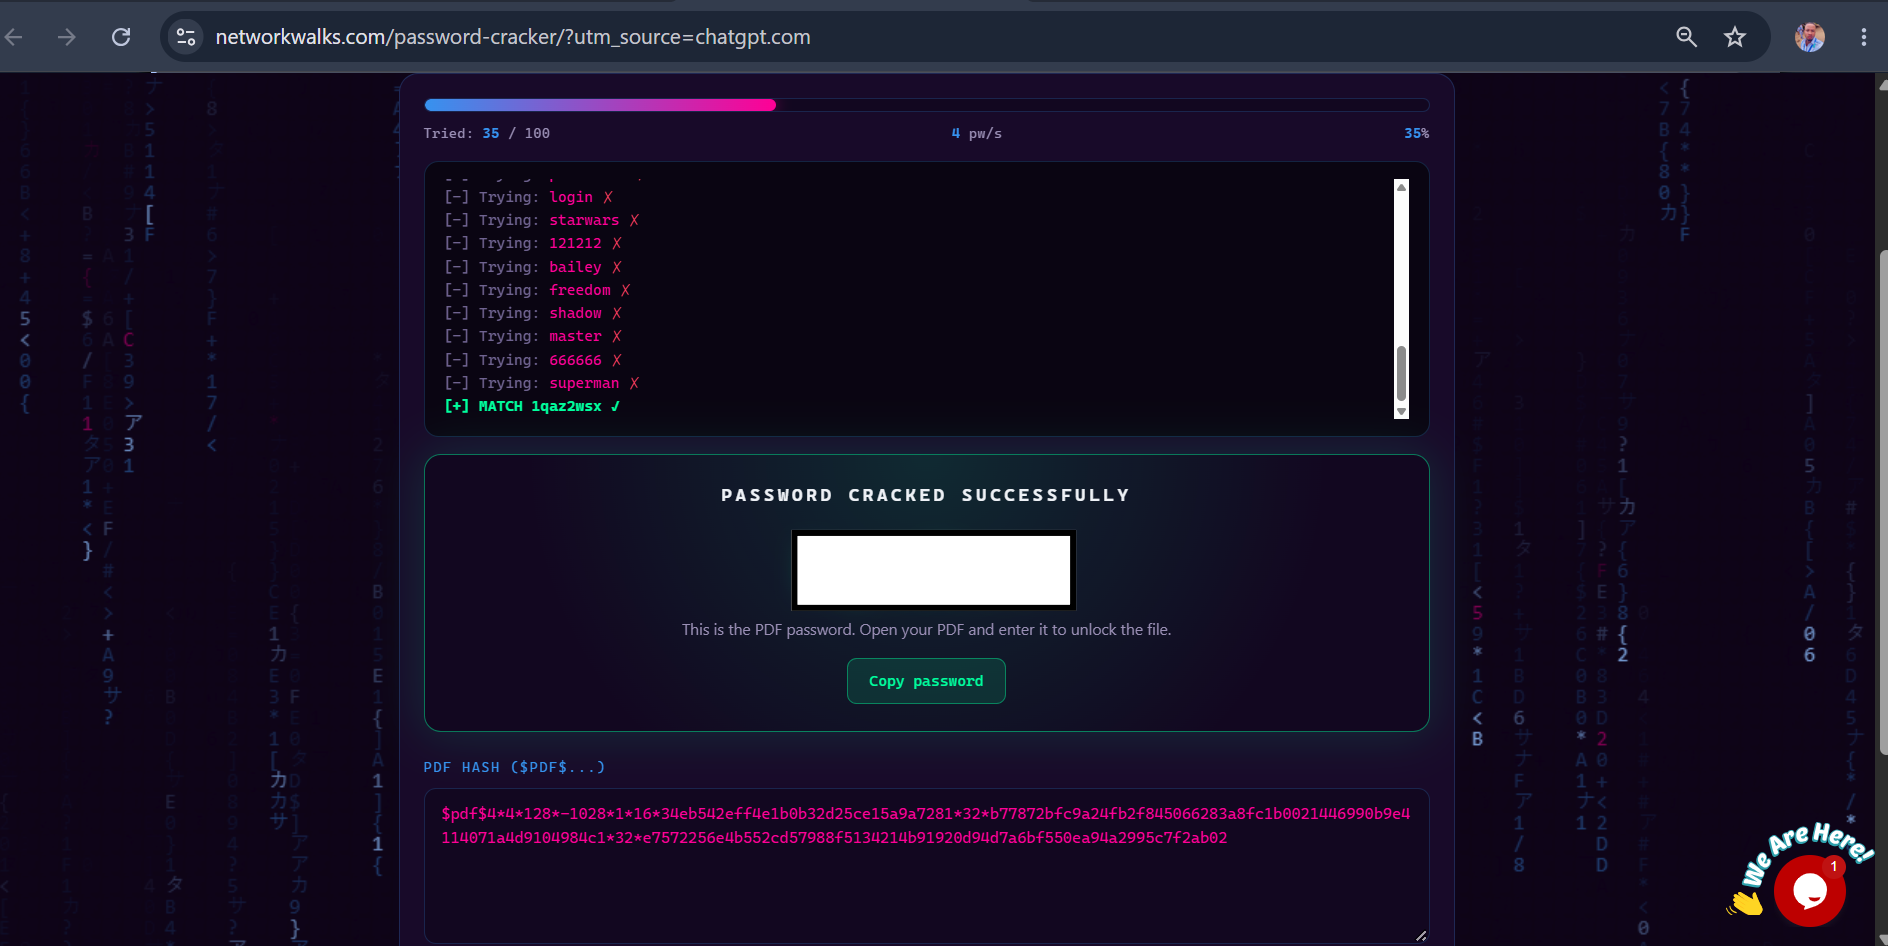 networkwalks.com/password-cracker/?utm_source=chatgpt.com
Tried: 35 / 100
4 pw/s
35%
[-] Trying: login ✗
[-] Trying: starwars ✗
[-] Trying: 121212 ✗
[-] Trying: bailey ✗
[-] Trying: freedom ✗
[-] Trying: shadow ✗
[-] Trying: master ✗
[-] Trying: 666666 ✗
[-] Trying: superman ✗
[+] MATCH 1qaz2wsx ✓
PASSWORD CRACKED SUCCESSFULLY
This is the PDF password. Open your PDF and enter it to unlock the file.
Copy password
PDF HASH ($PDF$...)
$pdf$4*4*128*-1028*1*16*34eb542eff4e1b0b32d25ce15a9a7281*32*b77872bfc9a24fb2f845066283a8fc1b0021446990b9e4
114071a4d9104984c1*32*e7572256e4b552cd57988f5134214b91920d94d7a6bf550ea94a2995c7f2ab02
We Are Here!
1